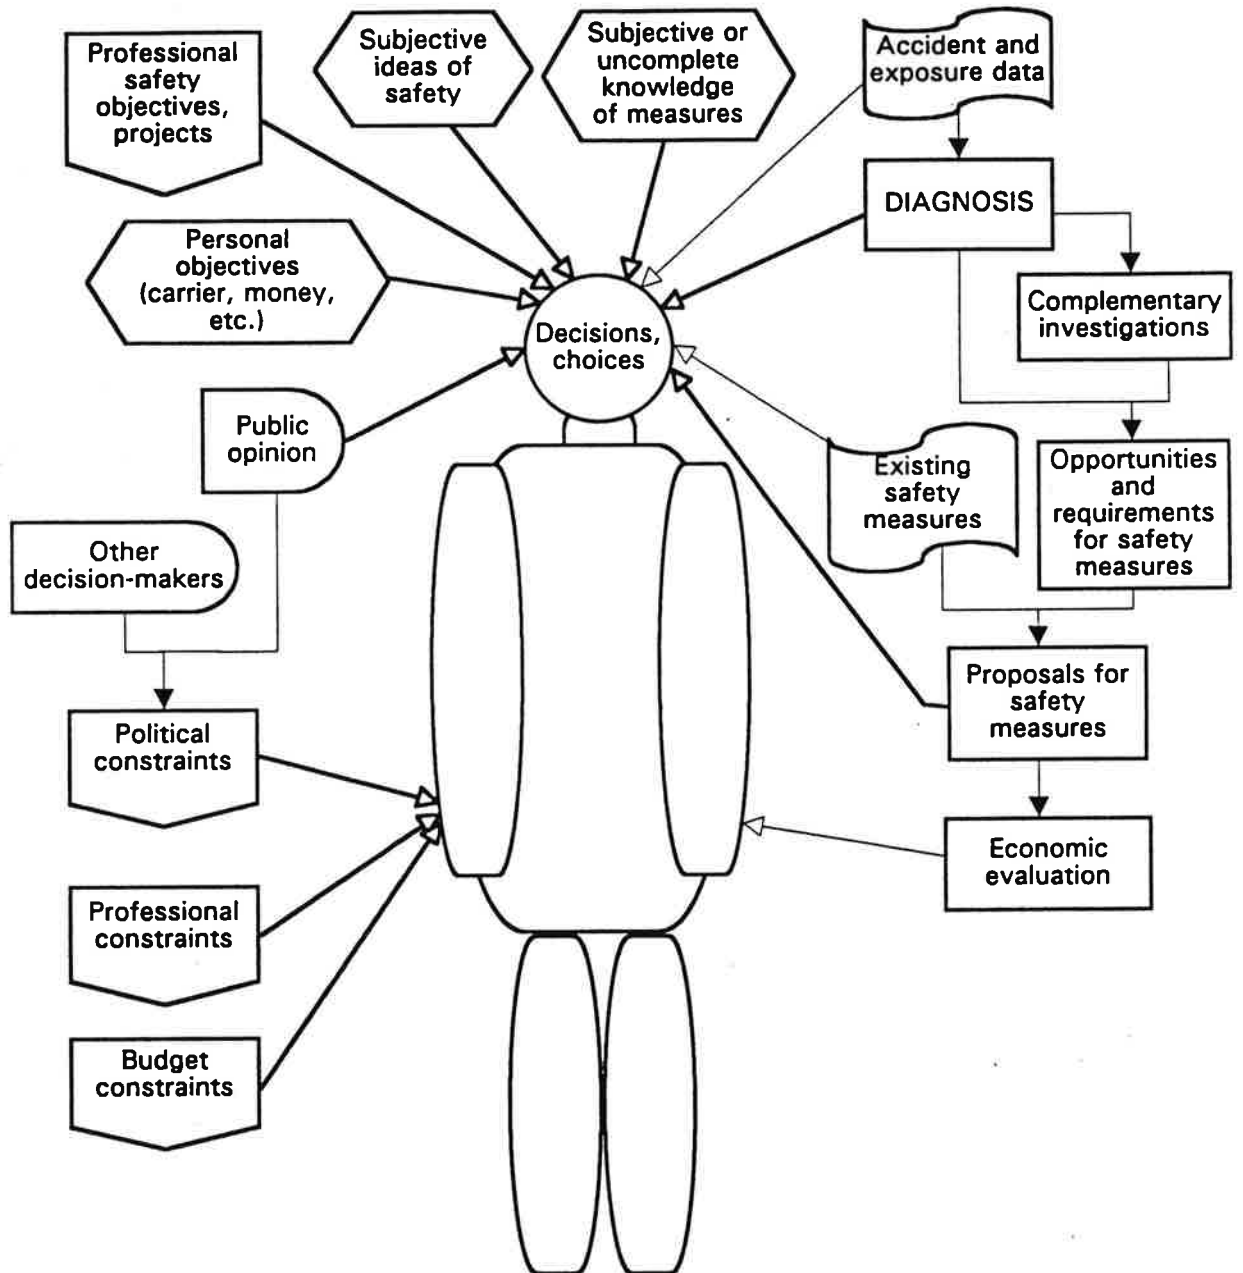 Professional
safety
objectives,
projects
Subjective
ideas of
safety
Subjective or
uncomplete
knowledge
of measures
Accident and
exposure data
DIAGNOSIS
Personal
objectives
(carrier, money,
etc.)
Complementary
investigations
Decisions,
choices
Public
opinion
Existing
safety
measures
Opportunities
and
requirements
for safety
measures
Other
decision-makers
Proposals for
safety
measures
Political
constraints
Economic
evaluation
Professional
constraints
Budget
constraints